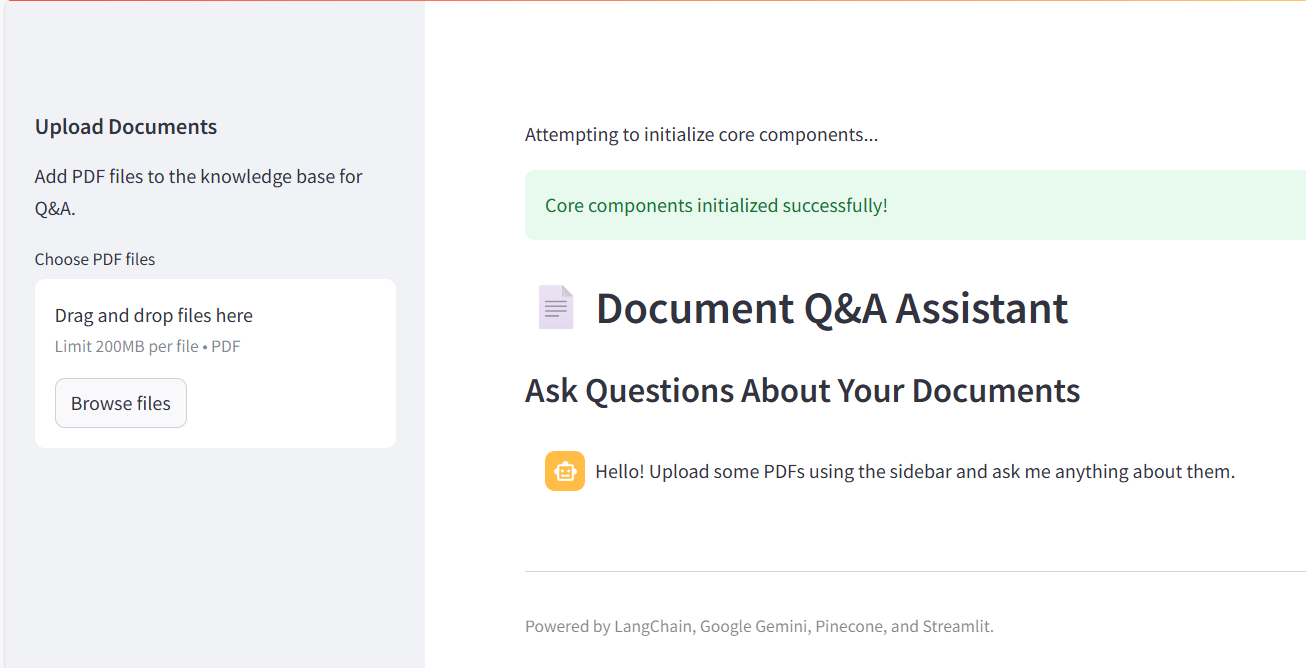 Upload Documents
Add PDF files to the knowledge base for
Q&A.
Choose PDF files
Drag and drop files here
Limit 200MB per file • PDF
Browse files
Attempting to initialize core components...
Core components initialized successfully!
Document Q&A Assistant
Ask Questions About Your Documents
Hello! Upload some PDFs using the sidebar and ask me anything about them.
Powered by LangChain, Google Gemini, Pinecone, and Streamlit.